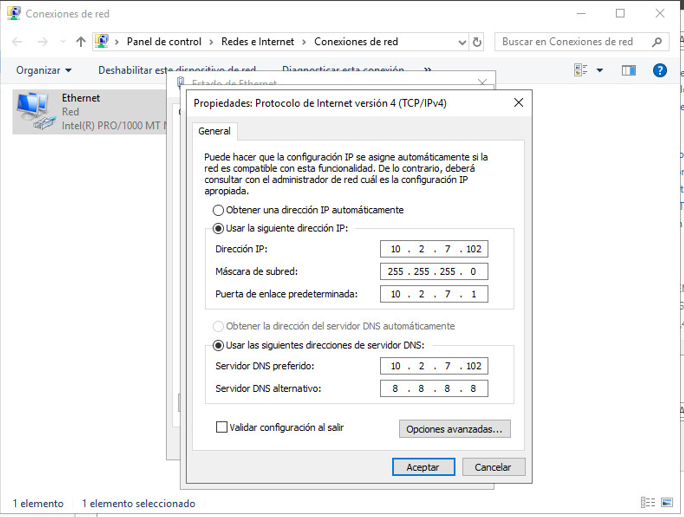 Conexiones de red
Panel de control
Redes e Internet
Conexiones de red
Buscar en Conexiones de red
Organizar
Deshabilitar este dispositivo de red
Diagnosticar esta conexión
»
Estado de Ethernet
Ethernet
Red
Intel(R) PRO/1000 MT
Propiedades: Protocolo de Internet versión 4 (TCP/IPv4)
General
Puede hacer que la configuración IP se asigne automáticamente si la
red es compatible con esta funcionalidad. De lo contrario, deberá
consultar con el administrador de red cuál es la configuración IP
apropiada.
Obtener una dirección IP automáticamente
Usar la siguiente dirección IP:
Dirección IP: 10 . 2 . 7 . 102
Máscara de subred: 255 . 255 . 255 . 0
Puerta de enlace predeterminada: 10 . 2 . 7 . 1
Obtener la dirección del servidor DNS automáticamente
Usar las siguientes direcciones de servidor DNS:
Servidor DNS preferido: 10 . 2 . 7 . 102
Servidor DNS alternativo: 8 . 8 . 8 . 8
Validar configuración al salir
Opciones avanzadas...
Aceptar
Cancelar
1 elemento
1 elemento seleccionado